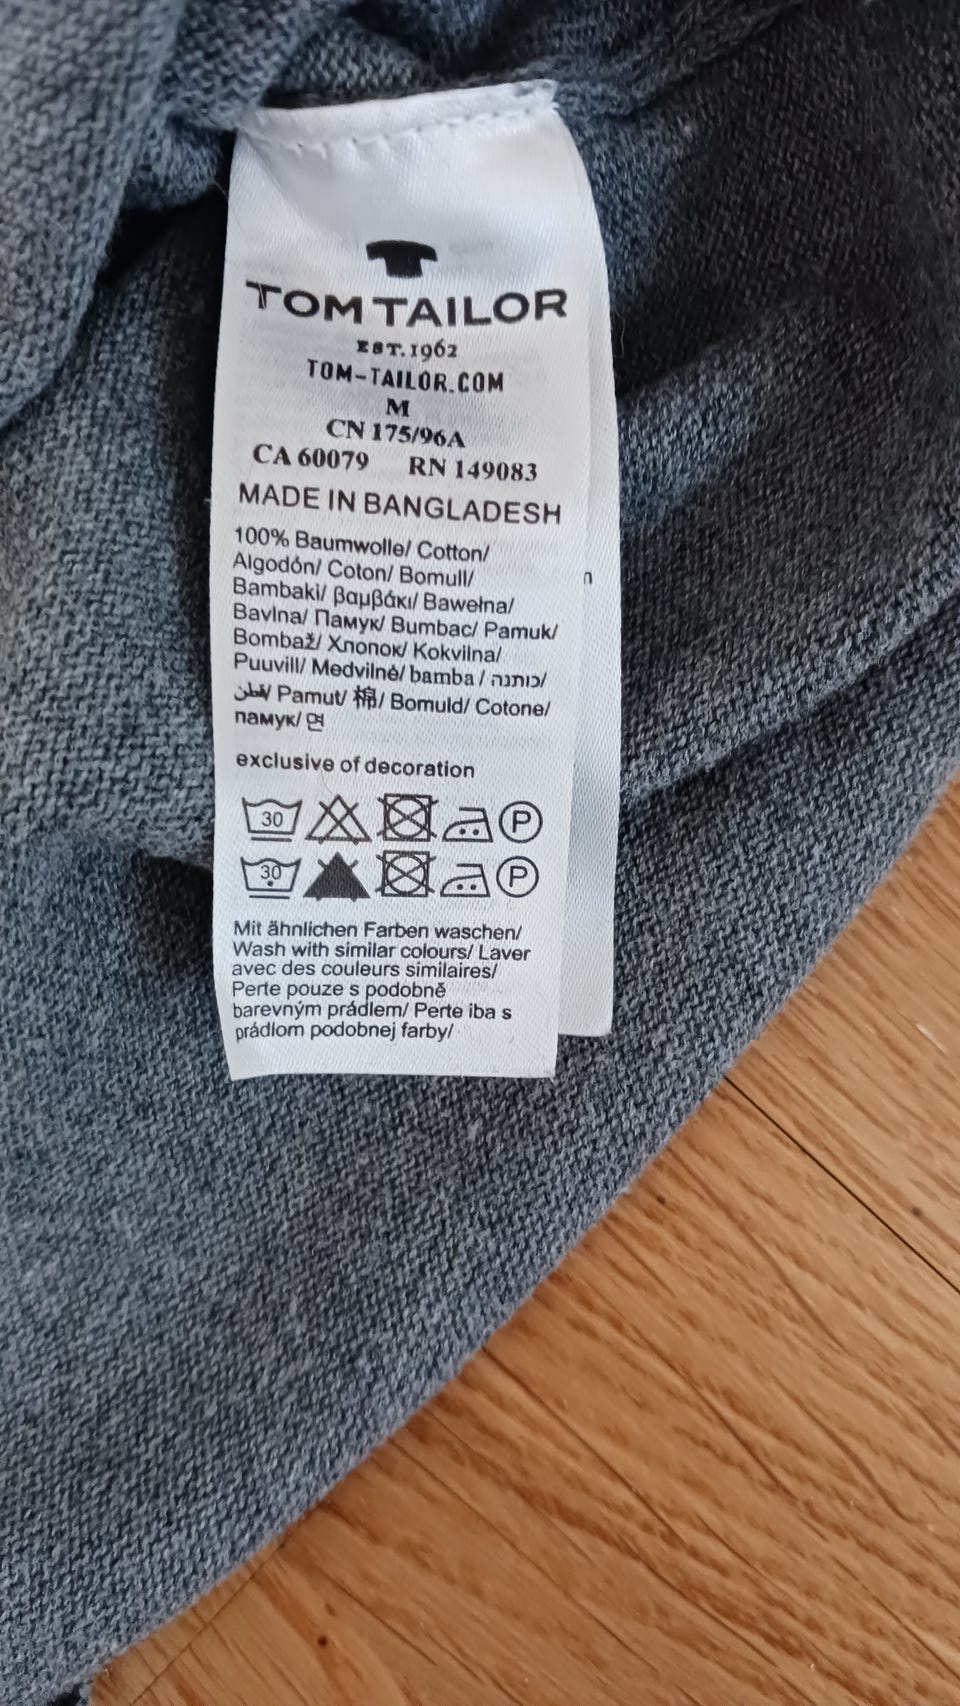 TOM TAILOR
EST. 1962
TOM-TAILOR.COM
M
CN 175/96A
CA 60079 RN 149083
MADE IN BANGLADESH
100% Baumwolle/ Cotton/
Algodón/ Coton/ Bomull/
Bambaki/ βαμβάκι/ Bawełna/
Bavlna/ Памук/ Bumbac/ Pamuk/
Bombaž/ Хлопок/ Kokvilna/
Puuvill/ Medvilnė/ bamba / כותנה/
قطن/ Pamut/ 棉/ Bomuld/ Cotone/
памук/ 면
exclusive of decoration
30 P
30 P
Mit ähnlichen Farben waschen/
Wash with similar colours/ Laver
avec des couleurs similaires/
Perte pouze s podobně
barevným prádlem/ Perte iba s
prádlom podobnej farby/
n